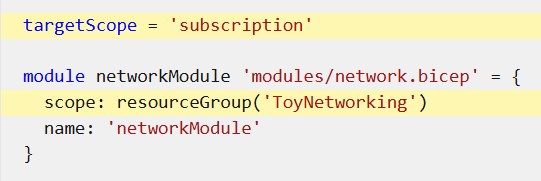 targetScope = 'subscription'
module networkModule 'modules/network.bicep' = {
scope: resourceGroup('ToyNetworking')
name: 'networkModule'
}